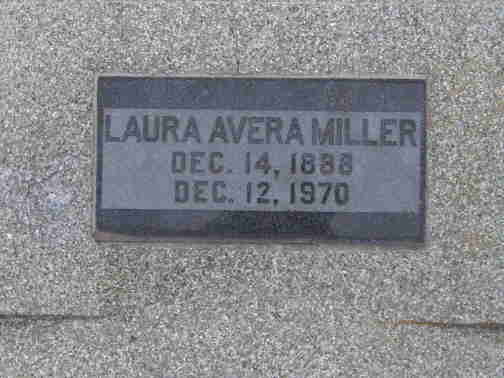 LAURA AVERA MILLER
DEC. 14, 1888
DEC. 12, 1970